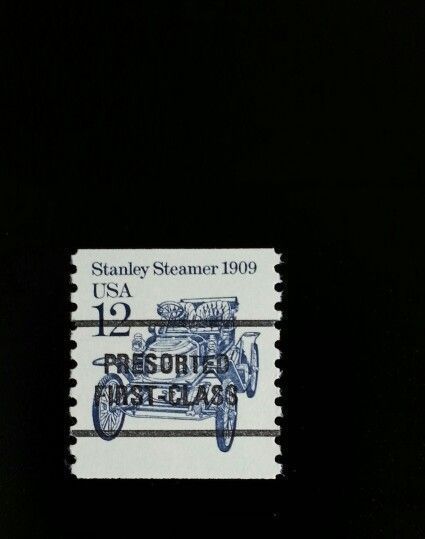 Stanley Steamer 1909
USA
12
PRESORTED
FIRST-CLASS